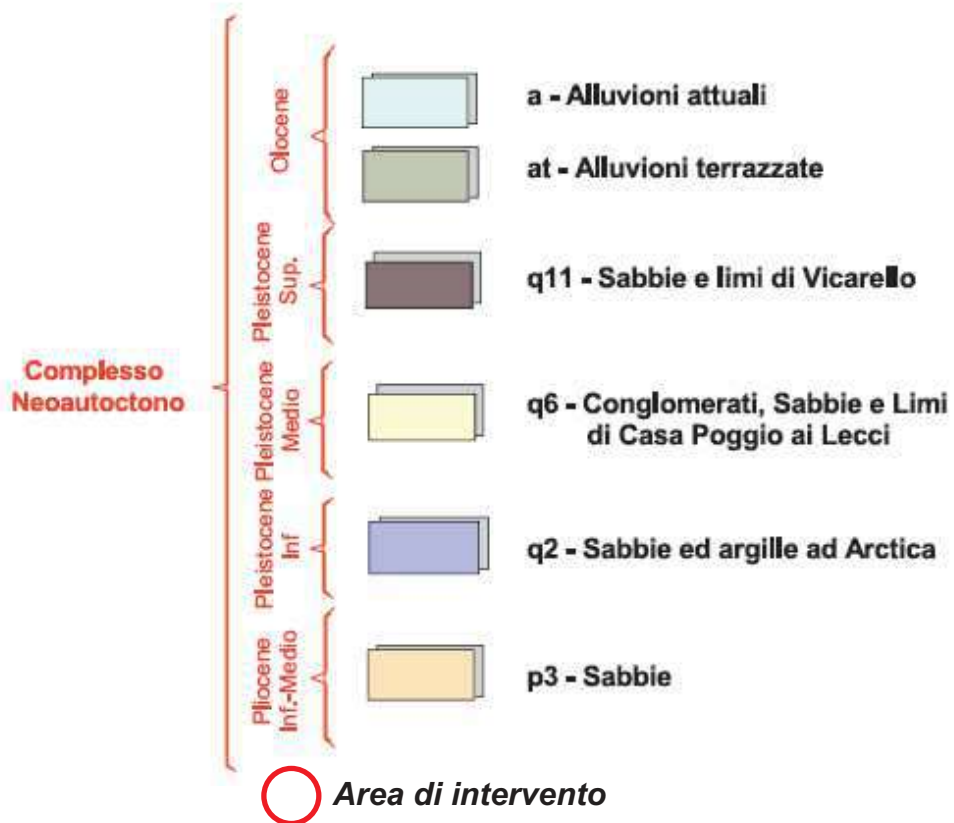 Complesso
Neoautoctono
Olocene
a - Alluvioni attuali
at - Alluvioni terrazzate
Pleistocene
Sup.
q11 - Sabbie e limi di Vicarello
Pleistocene
Medio
q6 - Conglomerati, Sabbie e Limi
di Casa Poggio ai Lecci
Pleistocene
Inf
q2 - Sabbie ed argille ad Arctica
Pliocene
Inf.-Medio
p3 - Sabbie
Area di intervento